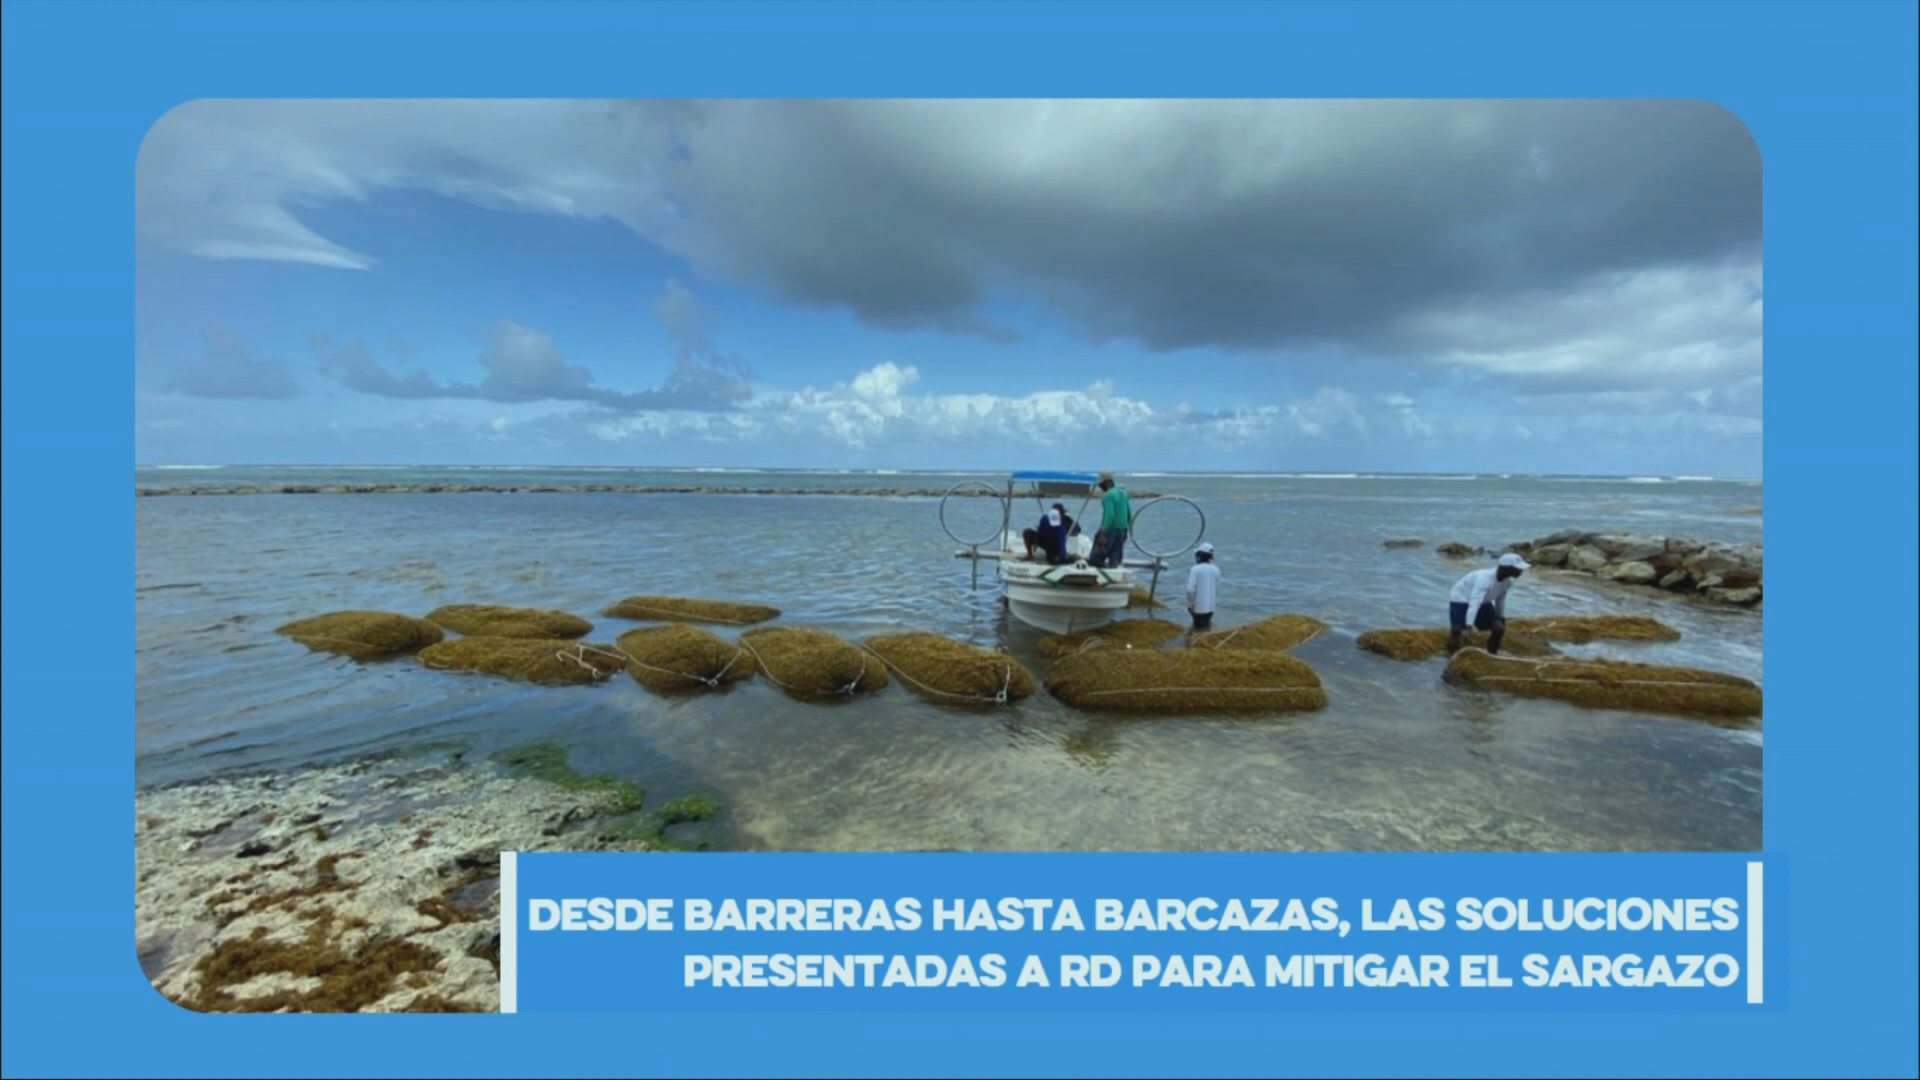 DESDE BARRERAS HASTA BARCAZAS, LAS SOLUCIONES
PRESENTADAS A RD PARA MITIGAR EL SARGAZO